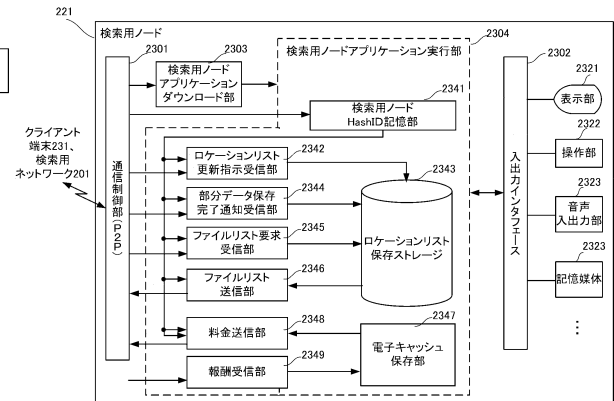 221
検索用ノード
2301
2303
検索用ノード
アプリケーション
ダウンロード部
検索用ノードアプリケーション実行部
2304
2341
検索用ノード
HashID記憶部
クライアント
端末231、
検索用
ネットワーク201
通信制御部(P2P)
2342
ロケーションリスト
更新指示受信部
2344
部分データ保存
完了通知受信部
2345
ファイルリスト要求
受信部
2346
ファイルリスト
送信部
2343
ロケーションリスト
保存ストレージ
2348
料金送信部
2349
報酬受信部
2347
電子キャッシュ
保存部
2302
入出力インタフェース
2321
表示部
2322
操作部
2323
音声
入出力部
2323
記憶媒体
⋮